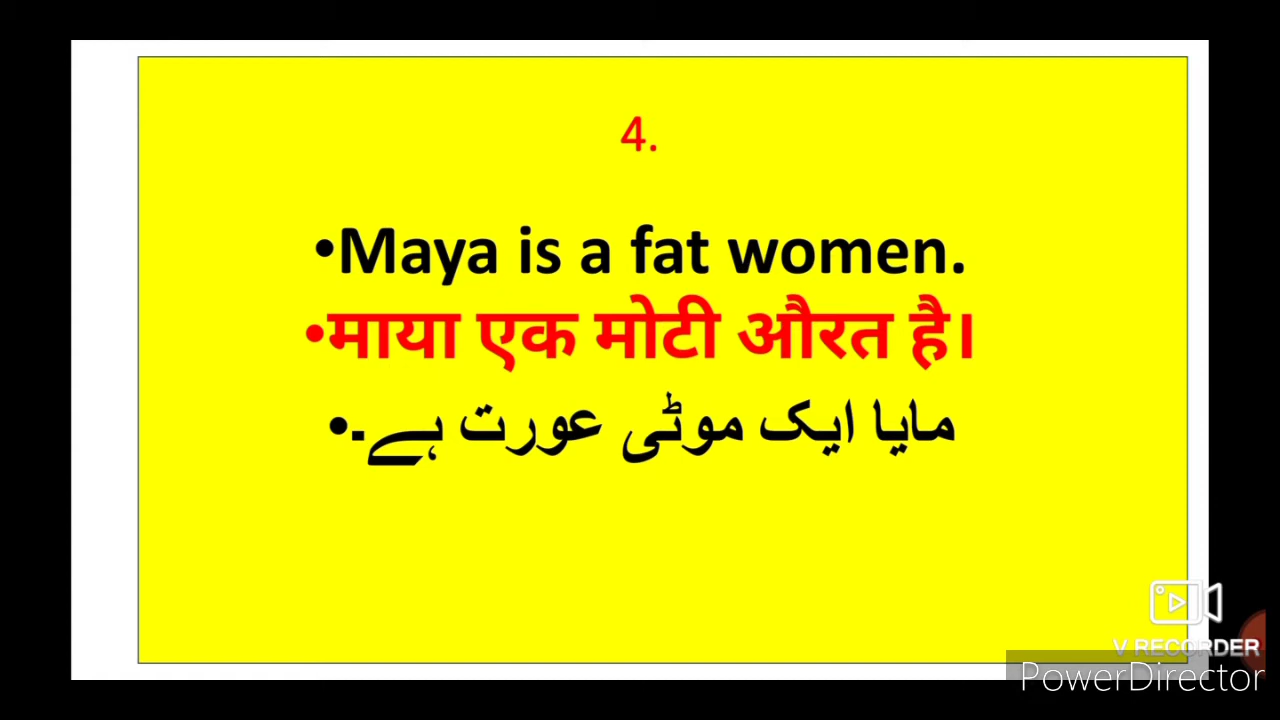 4.
•Maya is a fat women.
•माया एक मोटी औरत है।
•مایا ایک موٹی عورت ہے.
V RECORDER
PowerDirector